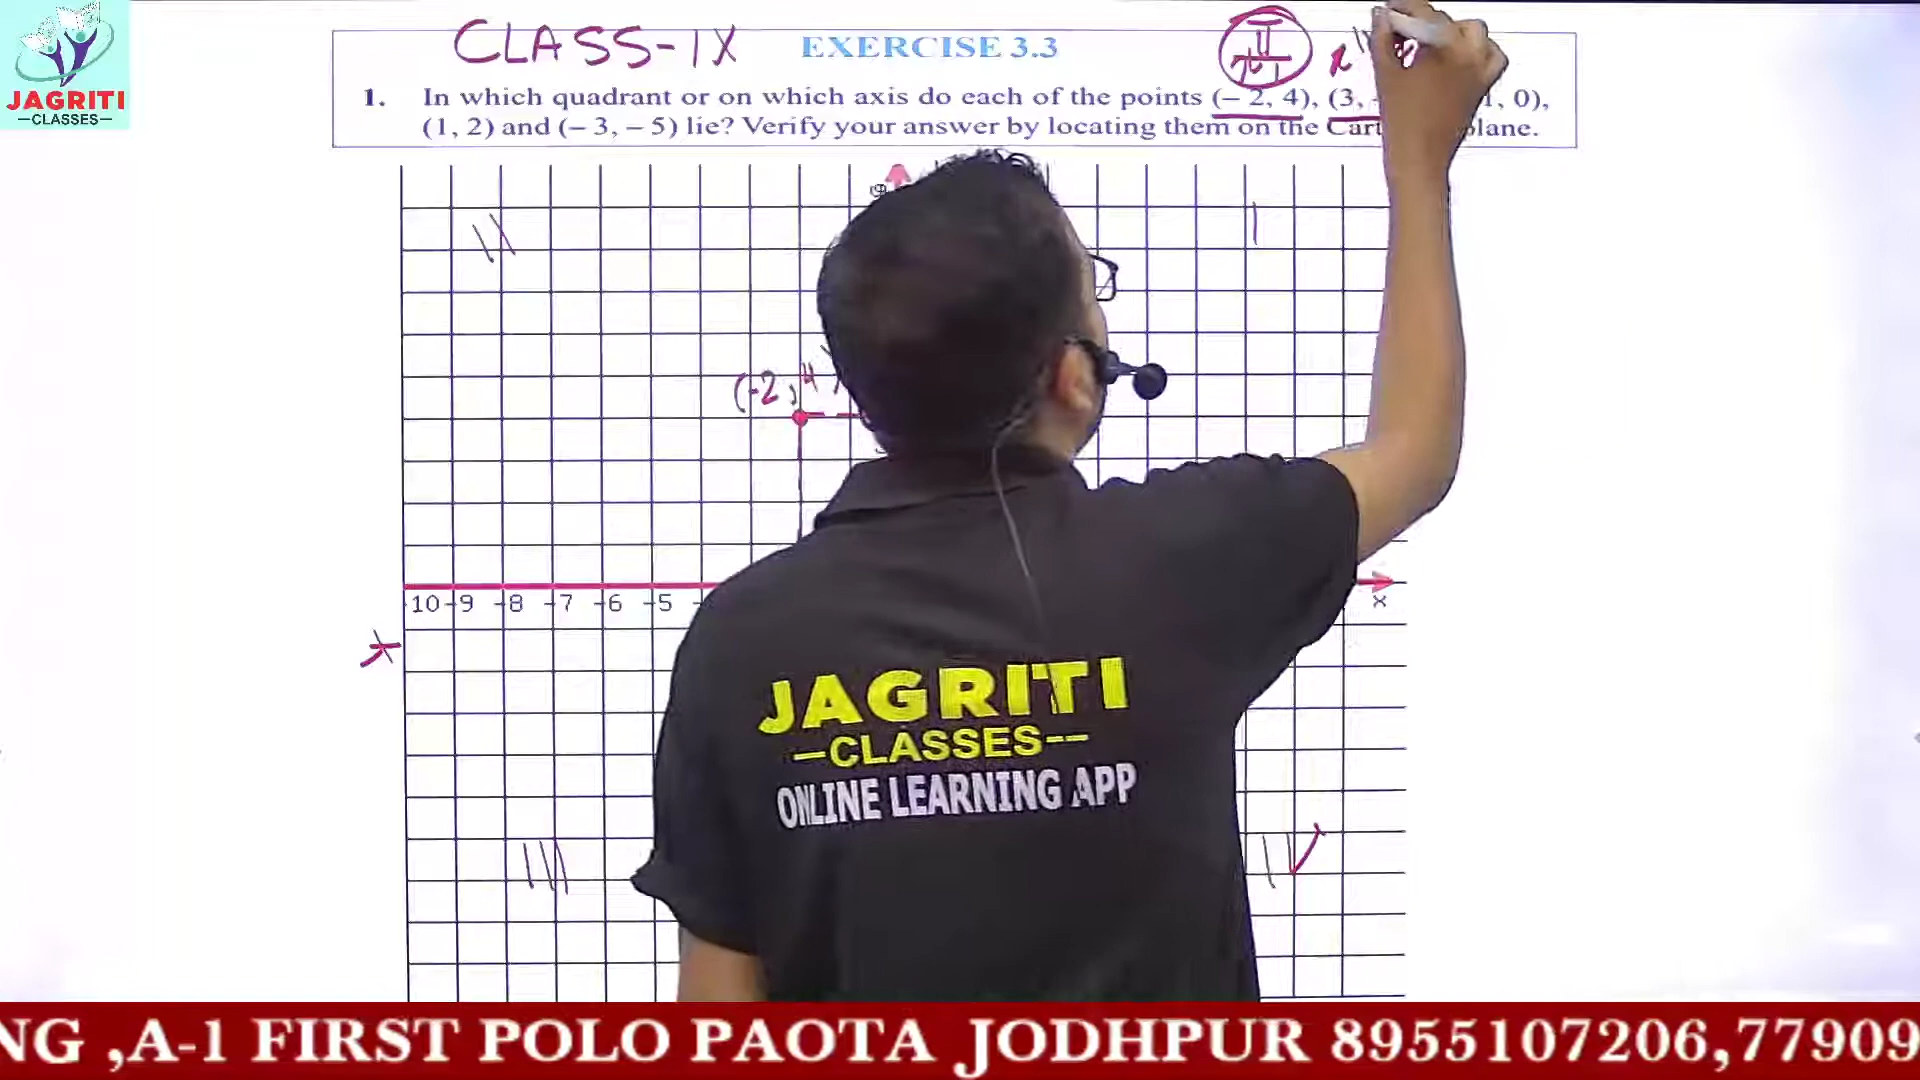 JAGRITI
—CLASSES—
CLASS-IX
EXERCISE 3.3
II
1. In which quadrant or on which axis do each of the points (– 2, 4), (3, 1, 0),
(1, 2) and (– 3, – 5) lie? Verify your answer by locating them on the Cart plane.
II
I
(-2, 4)
10 -9 -8 -7 -6 -5
x
x
JAGRITI
—CLASSES--
ONLINE LEARNING APP
III
IV
NG ,A-1 FIRST POLO PAOTA JODHPUR 8955107206,77909